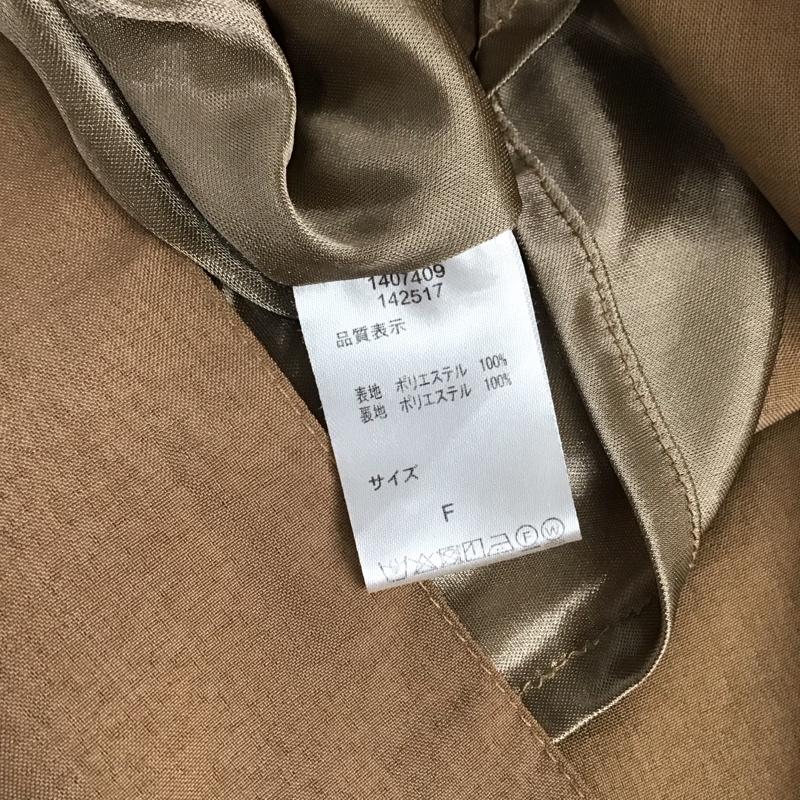 1407409
142517
品質表示
表地 ポリエステル 100%
裏地 ポリエステル 100%
サイズ
F
F W